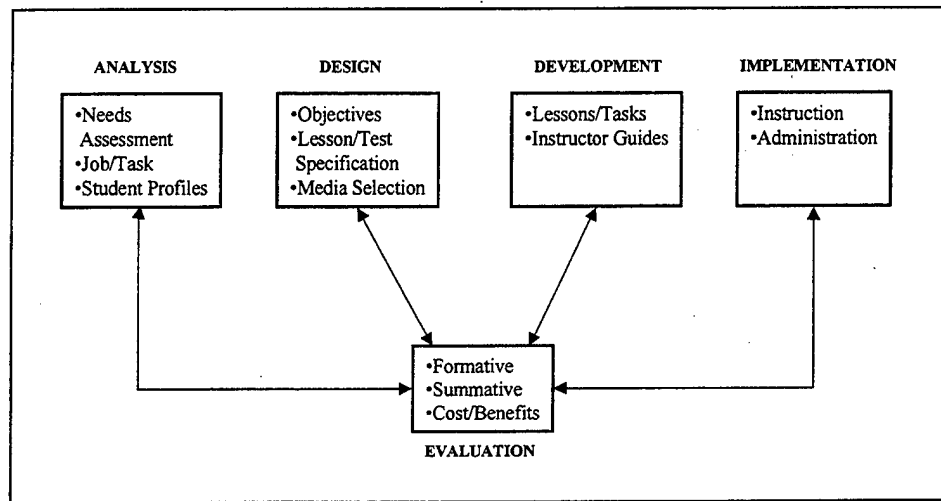 ANALYSIS
•Needs
Assessment
•Job/Task
•Student Profiles
DESIGN
•Objectives
•Lesson/Test
Specification
•Media Selection
DEVELOPMENT
•Lessons/Tasks
•Instructor Guides
IMPLEMENTATION
•Instruction
•Administration
•Formative
•Summative
•Cost/Benefits
EVALUATION